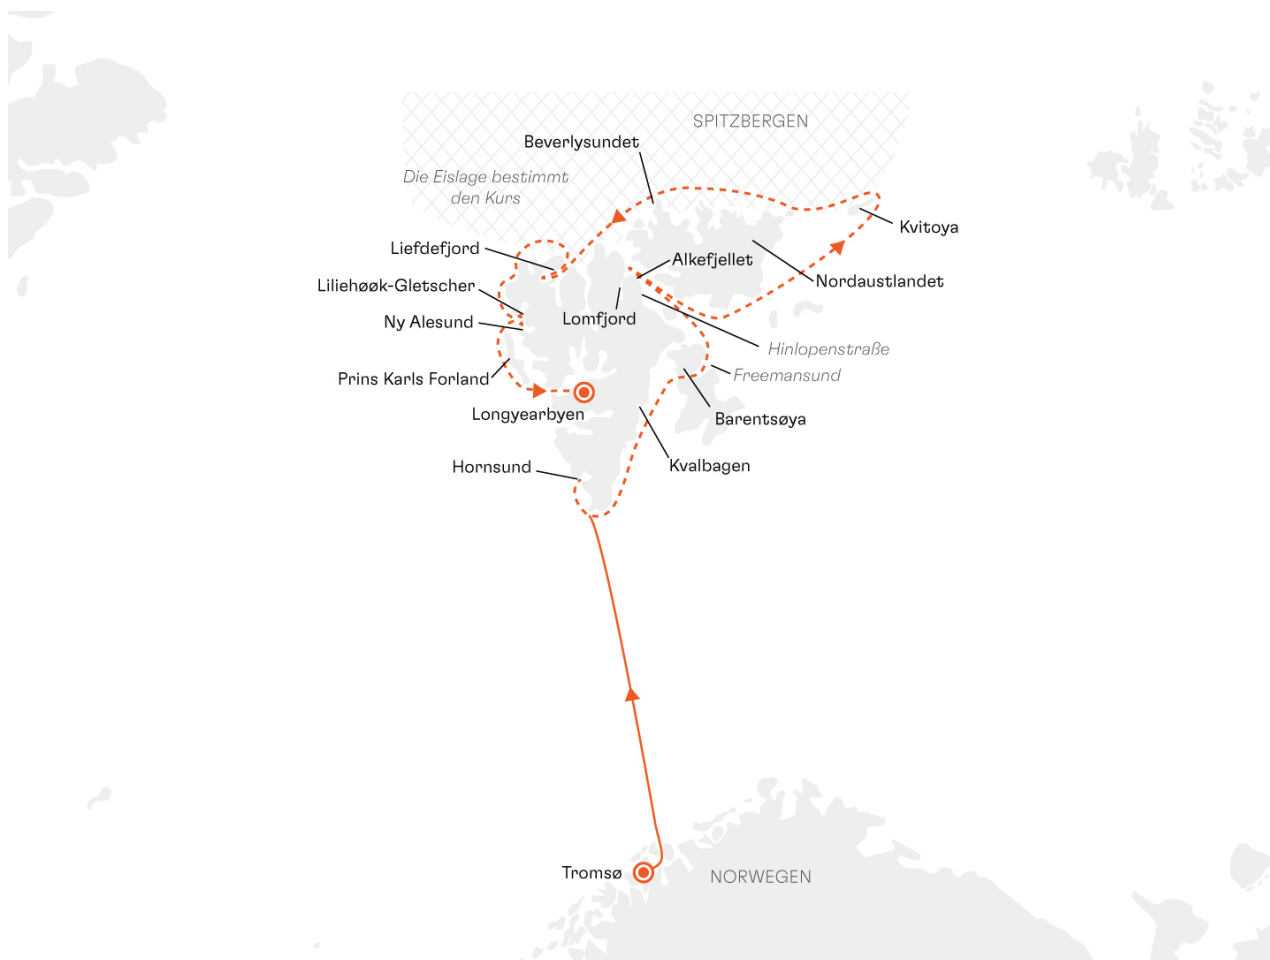 SPITZBERGEN
Beverlysundet
Die Eislage bestimmt
den Kurs
Kvitoya
Liefdefjord
Alkefjellet
Nordaustlandet
Liliehøøk-Gletscher
Ny Alesund
Lomfjord
Hinlopenstraße
Freemansund
Prins Karls Forland
Longyearbyen
Barentsøya
Hornsund
Kvalbagen
Tromsø
NORWEGEN